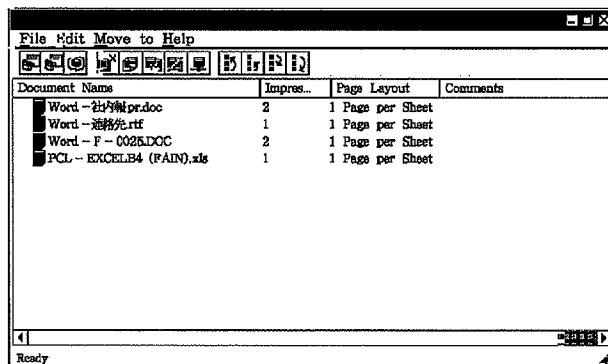 File Edit Move to Help
Document Name Impres... Page Layout Comments
Word－社内報pr.doc 2 1 Page per Sheet
Word－連絡先.rtf 1 1 Page per Sheet
Word－F－0025.DOC 2 1 Page per Sheet
PCL－EXCELB4 (FAIN).xls 1 1 Page per Sheet
Ready